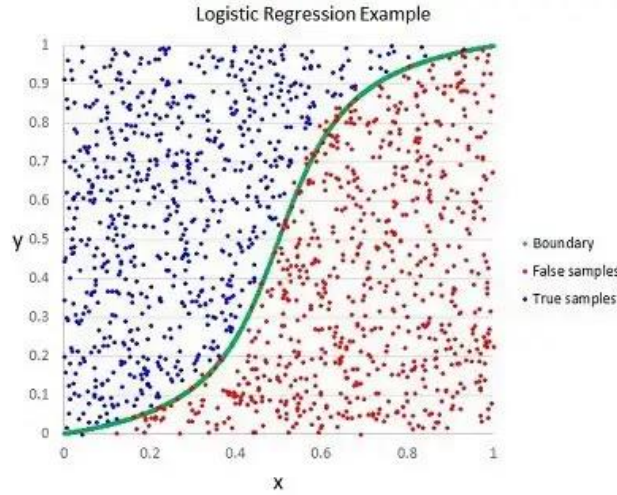 Logistic Regression Example
1
0.9
0.8
0.7
0.6
y 0.5
0.4
0.3
0.2
0.1
0
0 0.2 0.4 0.6 0.8 1
x
Boundary
False samples
True samples